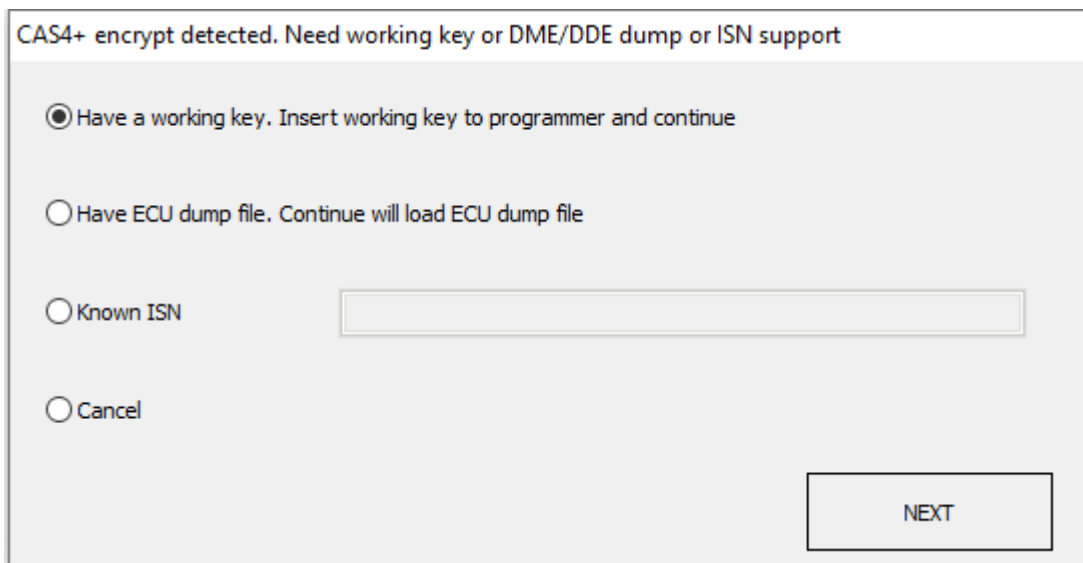 CAS4+ encrypt detected. Need working key or DME/DDE dump or ISN support
Have a working key. Insert working key to programmer and continue
Have ECU dump file. Continue will load ECU dump file
Known ISN
Cancel
NEXT